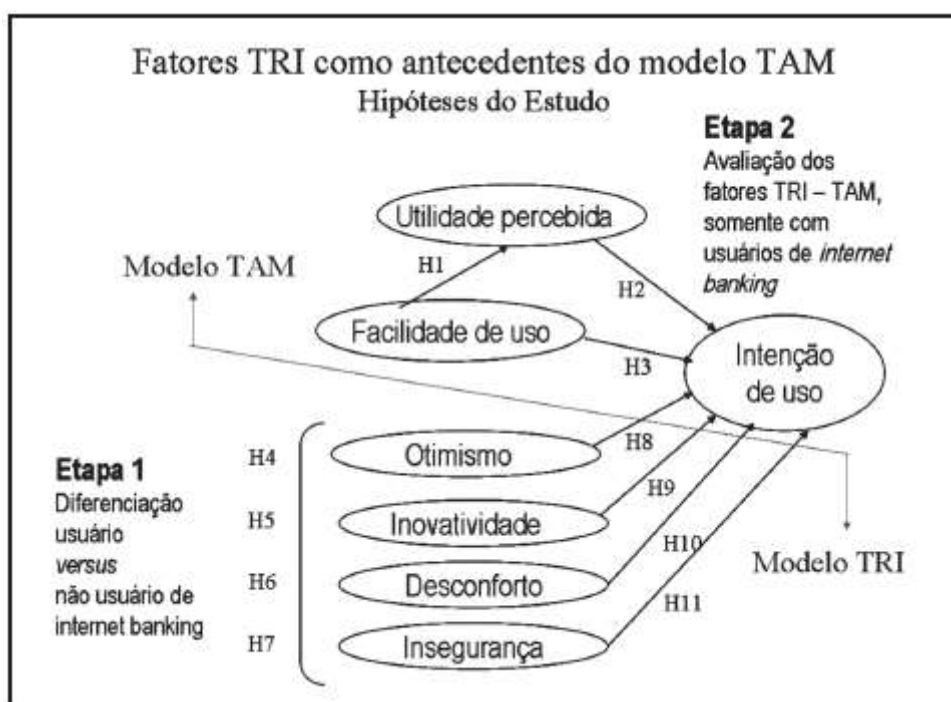 Fatores TRI como antecedentes do modelo TAM
Hipóteses do Estudo
Etapa 2
Avaliação dos
fatores TRI – TAM,
somente com
usuários de internet
banking
Utilidade percebida
Modelo TAM
H1
H2
Facilidade de uso
H3
Intenção
de uso
Etapa 1
Diferenciação
usuário
versus
não usuário de
internet banking
H4
Otimismo
H8
H5
Inovatividade
H9
H6
Desconforto
H10
Modelo TRI
H7
Insegurança
H11